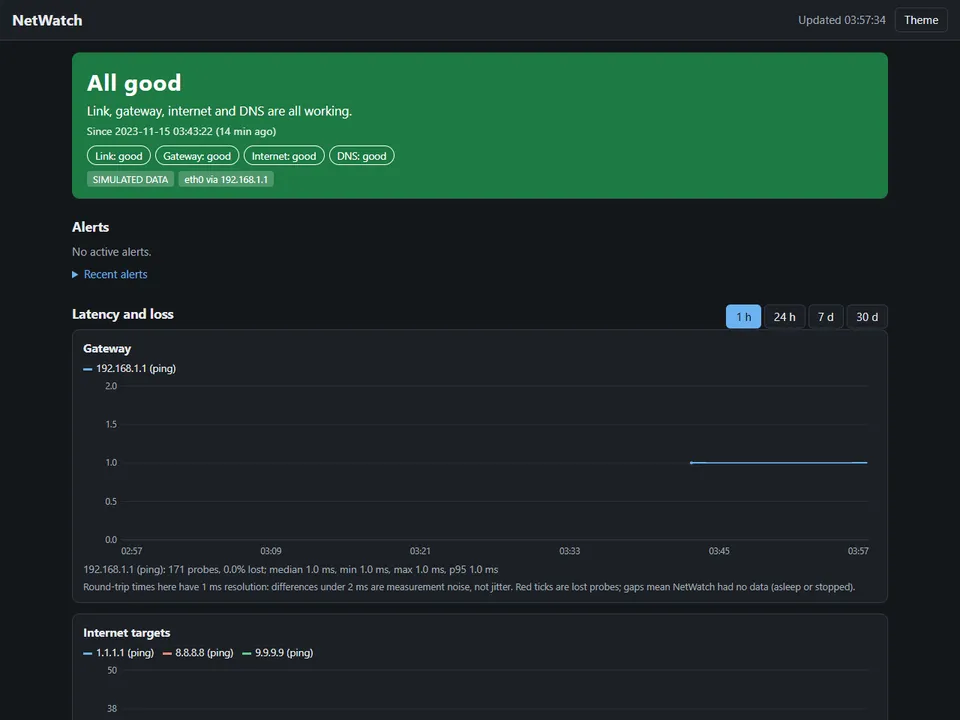 NetWatch
Updated 03:57:34 Theme
All good
Link, gateway, internet and DNS are all working.
Since 2023-11-15 03:43:22 (14 min ago)
Link: good Gateway: good Internet: good DNS: good
SIMULATED DATA eth0 via 192.168.1.1
Alerts
No active alerts.
Recent alerts
Latency and loss
1 h 24 h 7 d 30 d
Gateway
192.168.1.1 (ping)
2.0
1.5
1.0
0.5
0.0
02:57 03:09 03:21 03:33 03:45 03:57
192.168.1.1 (ping): 171 probes, 0.0% lost; median 1.0 ms, min 1.0 ms, max 1.0 ms, p95 1.0 ms
Round-trip times here have 1 ms resolution: differences under 2 ms are measurement noise, not jitter. Red ticks are lost probes; gaps mean NetWatch had no data (asleep or stopped).
Internet targets
1.1.1.1 (ping) 8.8.8.8 (ping) 9.9.9.9 (ping)
50
38